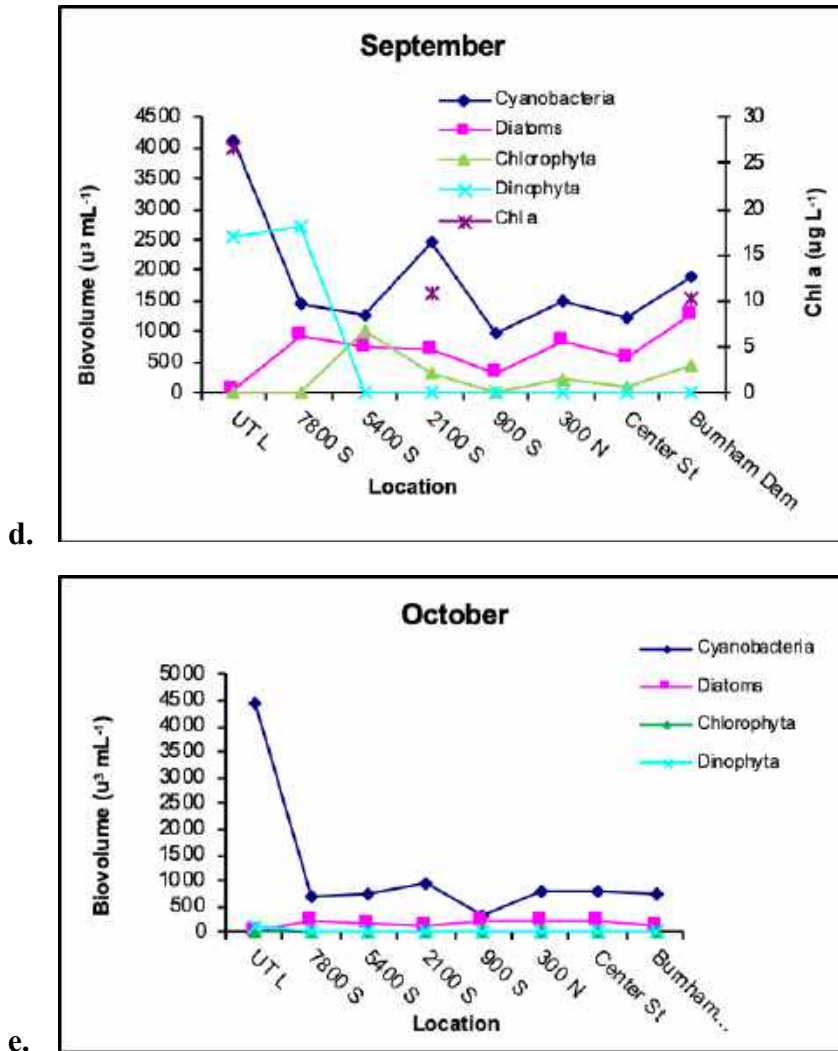 September
Cyanobacteria
Diatoms
Chlorophyta
Dinophyta
Chl a
4500
4000
3500
3000
2500
2000
1500
1000
500
0
Biovolume (u³ mL⁻¹)
30
25
20
15
10
5
0
Chl a (ug L⁻¹)
UT L
7800 S
5400 S
2100 S
900 S
300 N
Center St
Burnham Dam
Location
d.
October
Cyanobacteria
Diatoms
Chlorophyta
Dinophyta
5000
4500
4000
3500
3000
2500
2000
1500
1000
500
0
Biovolume (u³ mL⁻¹)
UT L
7800 S
5400 S
2100 S
900 S
300 N
Center St
Burnham...
Location
e.